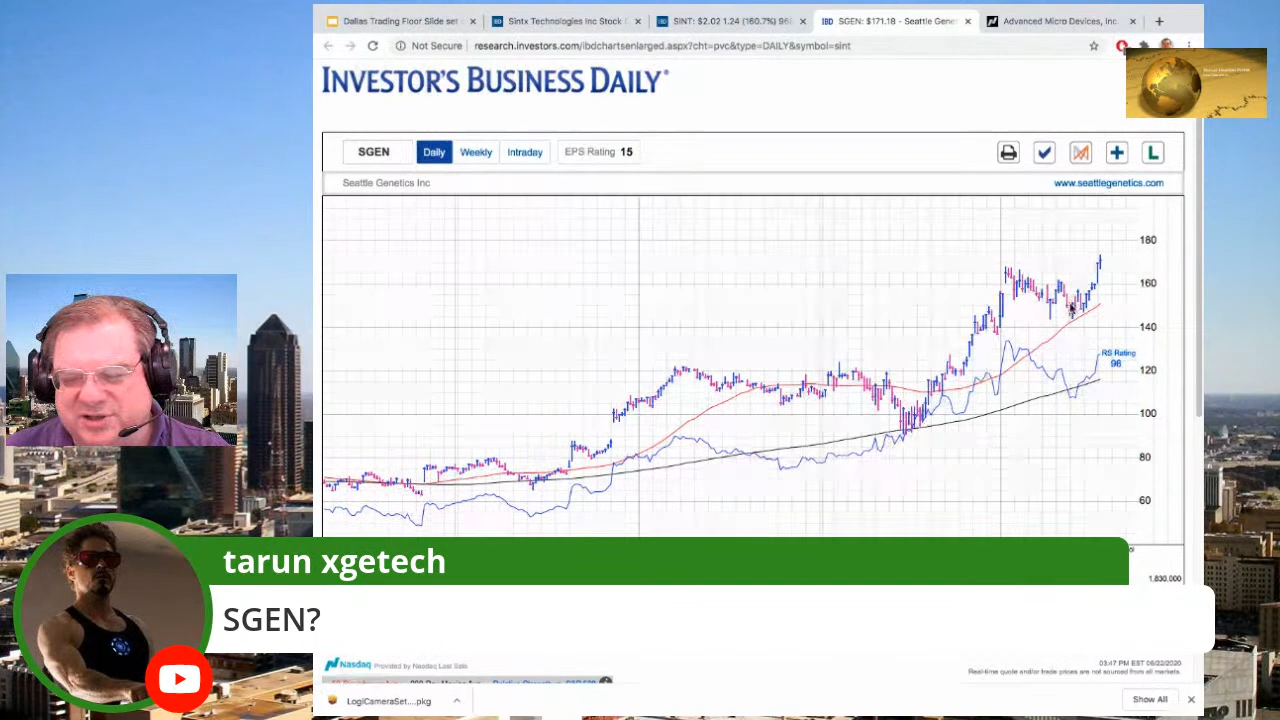 Dallas Trading Floor Slide set
Sintx Technologies Inc Stock
SINT: $2.02 1.24 (160.7%) 968
SGEN: $171.18 - Seattle Gene
Advanced Micro Devices, Inc.
Not Secure
research.investors.com/ibdchartsenlarged.aspx?cht=pvc&type=DAILY&symbol=sint
INVESTOR'S BUSINESS DAILY
SGEN
Daily
Weekly
Intraday
EPS Rating 15
L
Seattle Genetics Inc
www.seattlegenetics.com
180
160
140
RS Rating
96
120
100
80
60
tarun xgetech
1,830,000
SGEN?
Nasdaq Provided by Nasdaq Last Sale
03:47 PM EST 06/22/2020
Real-time quote and/or trade prices are not sourced from all markets.
LogiCameraSet....pkg
Show All